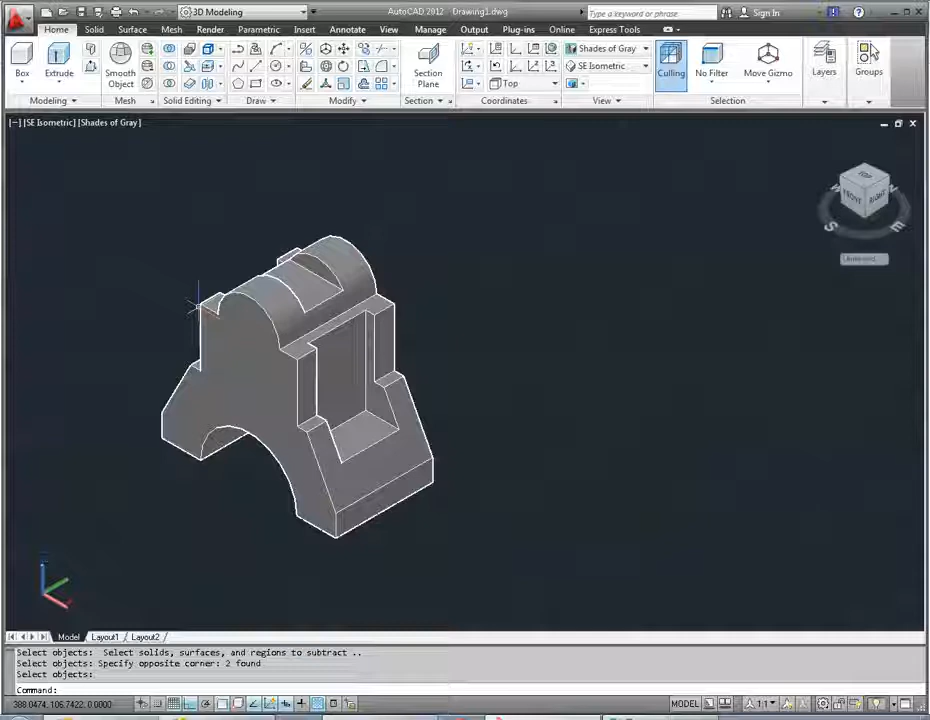 3D Modeling
AutoCAD 2012 Drawing1.dwg
Type a keyword or phrase
Sign In
Home Solid Surface Mesh Render Parametric Insert Annotate View Manage Output Plug-ins Online Express Tools
Box
Extrude
Smooth Object
Section Plane
Top
Shades of Gray
SE Isometric
Culling
No Filter
Move Gizmo
Layers
Groups
Modeling Mesh Solid Editing Draw Modify Section Coordinates View Selection
[−][SE Isometric][Shades of Gray]
TOP
FRONT
RIGHT
W
N
S
E
Unnamed
Model Layout1 Layout2
Select objects: Select solids, surfaces, and regions to subtract ..
Select objects: Specify opposite corner: 2 found
Select objects:
Command:
388.0474, 106.7422, 0.0000
MODEL
1:1